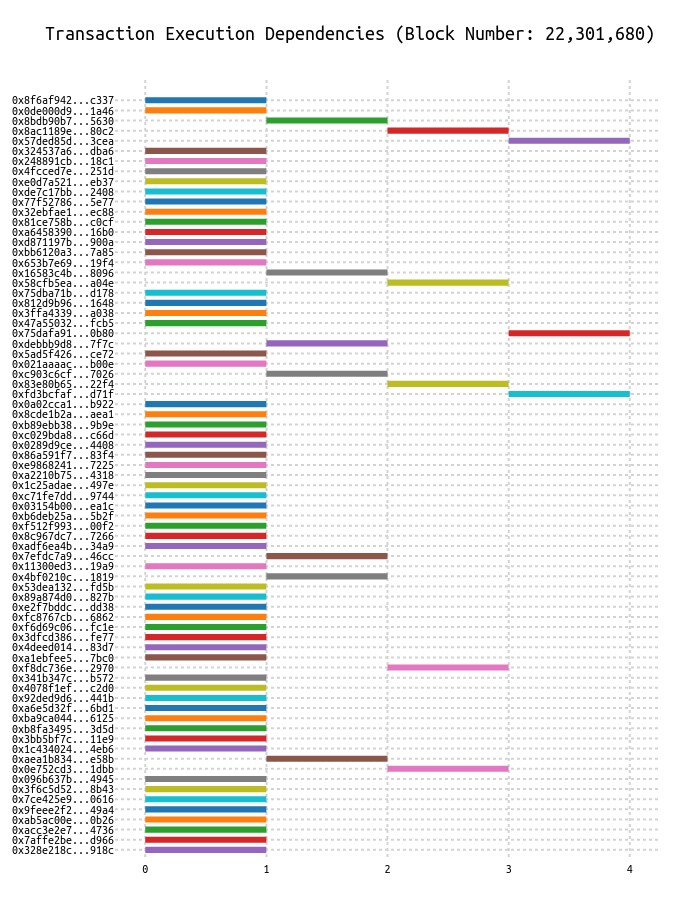 Transaction Execution Dependencies (Block Number: 22,301,680)
0x8f6af942...c337
0x0de000d9...1a46
0x8bdb90b7...5630
0x8ac1189e...80c2
0x57ded85d...3cea
0x324537a6...dba6
0x248891cb...18c1
0x4fcced7e...251d
0xe0d7a521...eb37
0xde7c17bb...2408
0x77f52786...5e77
0x32ebfae1...ec88
0x81ce758b...c0cf
0xa6458390...16b0
0xd871197b...900a
0xbb6120a3...7a85
0x653b7e69...19f4
0x16583c4b...8096
0x58cfb5ea...a04e
0x75dba71b...d178
0x812d9b96...1648
0x3ffa4339...a038
0x47a55032...fcb5
0x75dafa91...0b80
0xdebbb9d8...7f7c
0x5ad5f426...ce72
0x021aaaac...b00e
0xc903c6cf...7026
0x83e80b65...22f4
0xfd3bcfaf...d71f
0x0a02cca1...b922
0x8cde1b2a...aea1
0xb89ebb38...9b9e
0xc029bda8...c66d
0x0289d9ce...4408
0x86a591f7...83f4
0xe9868241...7225
0xa2210b75...4318
0x1c25adae...497e
0xc71fe7dd...9744
0x03154b00...ea1c
0xb6deb25a...5b2f
0xf512f993...00f2
0x8c967dc7...7266
0xadf6ea4b...34a9
0x7efdc7a9...46cc
0x11300ed3...19a9
0x4bf0210c...1819
0x53dea132...fd5b
0x89a874d0...827b
0xe2f7bddc...dd38
0xfc8767cb...6862
0xf6d69c06...fc1e
0x3dfcd386...fe77
0x4deed014...83d7
0xa1ebfee5...7bc0
0xf8dc736e...2970
0x341b347c...b572
0x4078f1ef...c2d0
0x92ded9d6...441b
0xa6e5d32f...6bd1
0xba9ca044...6125
0xb8fa3495...3d5d
0x3bb5bf7c...11e9
0x1c434024...4eb6
0xaea1b834...e58b
0x0e752cd3...1dbb
0x096b637b...4945
0x3f6c5d52...8b43
0x7ce425e9...0616
0x9feee2f2...49a4
0xab5ac00e...0b26
0xacc3e2e7...4736
0x7affe2be...d966
0x328e218c...918c
0 1 2 3 4